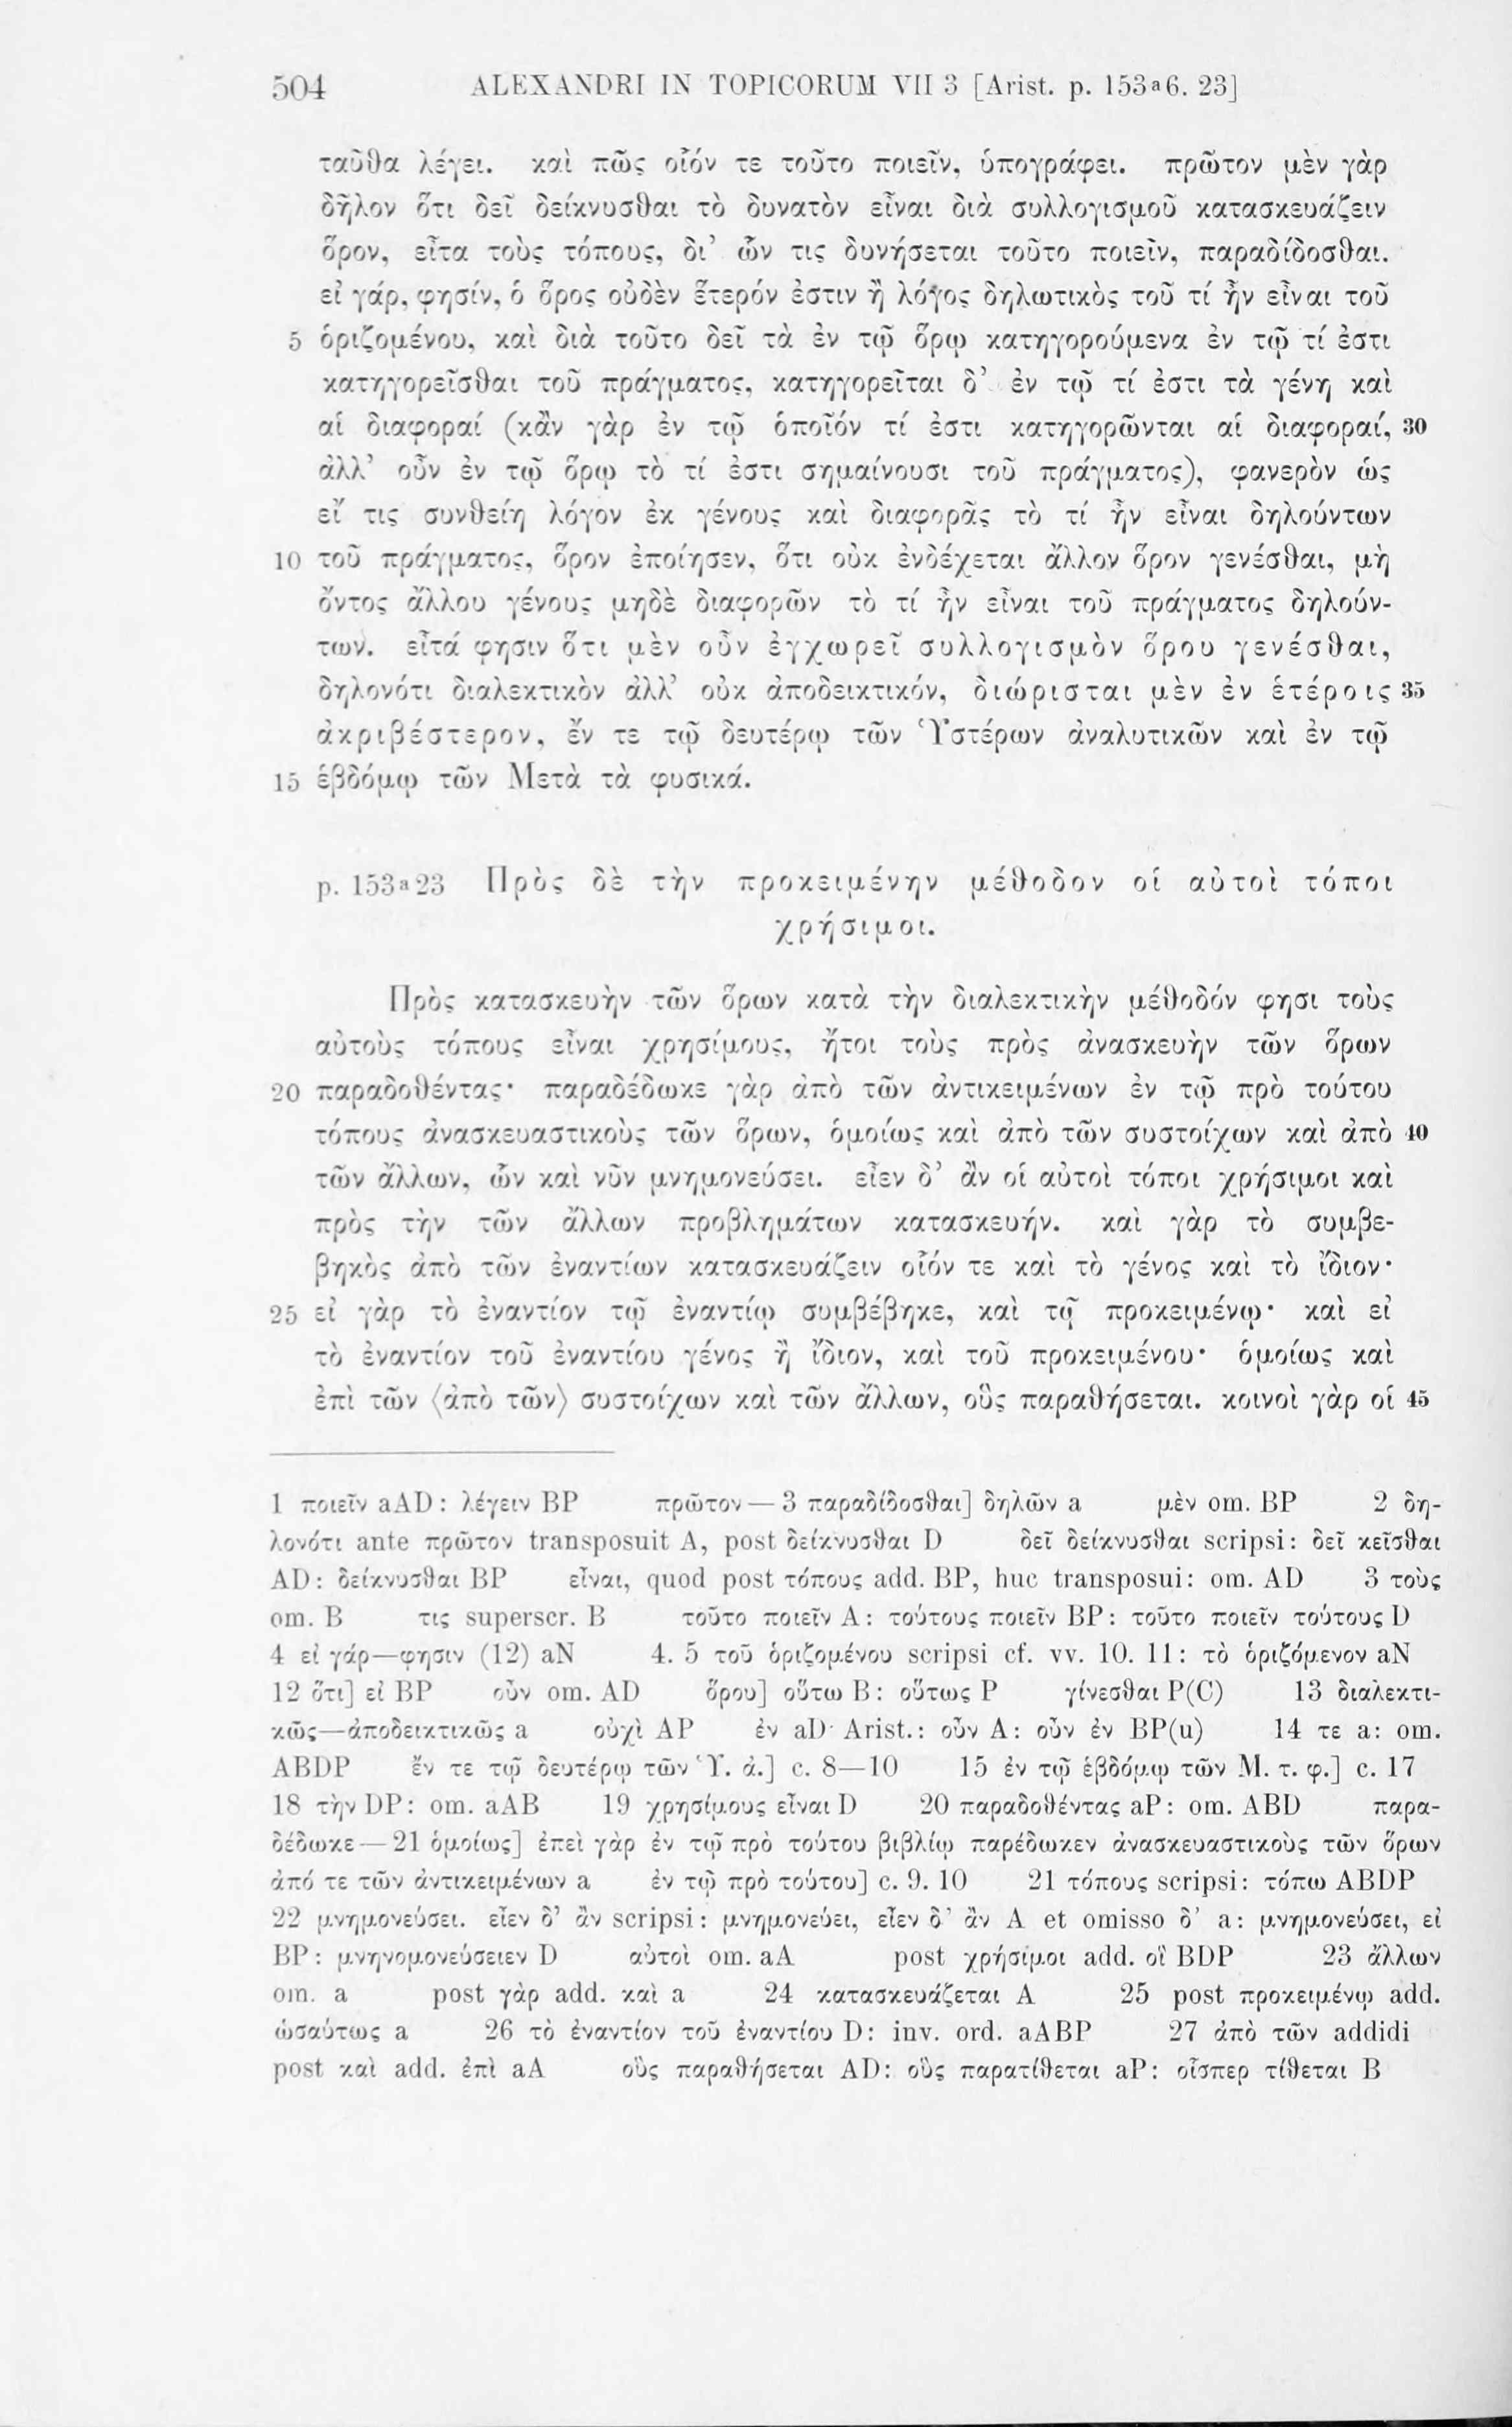 504 ALEXANDRI IN TOPICORUM VII 3 [Arist. p. 153a6. 23]
ταῦθα λέγει. καὶ πῶς οἷόν τε τοῦτο ποιεῖν, ὑπογράφει. πρῶτον μὲν γὰρ
δῆλον ὅτι δεῖ δείκνυσθαι τὸ δυνατὸν εἶναι διὰ συλλογισμοῦ κατασκευάζειν
ὅρον, εἶτα τοὺς τόπους, δι’ ὧν τις δυνήσεται τοῦτο ποιεῖν, παραδίδοσθαι.
εἰ γάρ, φησίν, ὁ ὅρος οὐδὲν ἕτερόν ἐστιν ἢ λόγος δηλωτικὸς τοῦ τί ἦν εἶναι τοῦ
5 ὁριζομένου, καὶ διὰ τοῦτο δεῖ τὰ ἐν τῷ ὅρῳ κατηγορούμενα ἐν τῷ τί ἐστι
κατηγορεῖσθαι τοῦ πράγματος, κατηγορεῖται δ’ ἐν τῷ τί ἐστι τὰ γένη καὶ
αἱ διαφοραί (κἂν γὰρ ἐν τῷ ὁποῖόν τί ἐστι κατηγορῶνται αἱ διαφοραί, 30
ἀλλ’ οὖν ἐν τῷ ὅρῳ τὸ τί ἐστι σημαίνουσι τοῦ πράγματος), φανερὸν ὡς
εἴ τις συνθείη λόγον ἐκ γένους καὶ διαφορᾶς τὸ τί ἦν εἶναι δηλούντων
10 τοῦ πράγματος, ὅρον ἐποίησεν, ὅτι οὐκ ἐνδέχεται ἄλλον ὅρον γενέσθαι, μὴ
ὄντος ἄλλου γένους μηδὲ διαφορῶν τὸ τί ἦν εἶναι τοῦ πράγματος δηλούν-
των. εἶτά φησιν ὅτι μὲν οὖν ἐγχωρεῖ συλλογισμὸν ὅρου γενέσθαι,
δηλονότι διαλεκτικὸν ἀλλ’ οὐκ ἀποδεικτικόν, διώρισται μὲν ἐν ἑτέροις 35
ἀκριβέστερον, ἔν τε τῷ δευτέρῳ τῶν Ὑστέρων ἀναλυτικῶν καὶ ἐν τῷ
15 ἑβδόμῳ τῶν Μετὰ τὰ φυσικά.
p. 153a23 Πρὸς δὲ τὴν προκειμένην μέθοδον οἱ αὐτοὶ τόποι
χρήσιμοι.
Πρὸς κατασκευὴν τῶν ὅρων κατὰ τὴν διαλεκτικὴν μέθοδόν φησι τοὺς
αὐτοὺς τόπους εἶναι χρησίμους, ἤτοι τοὺς πρὸς ἀνασκευὴν τῶν ὅρων
20 παραδοθέντας· παραδέδωκε γὰρ ἀπὸ τῶν ἀντικειμένων ἐν τῷ πρὸ τούτου
τόπους ἀνασκευαστικοὺς τῶν ὅρων, ὁμοίως καὶ ἀπὸ τῶν συστοίχων καὶ ἀπὸ 40
τῶν ἄλλων, ὧν καὶ νῦν μνημονεύσει. εἶεν δ’ ἂν οἱ αὐτοὶ τόποι χρήσιμοι καὶ
πρὸς τὴν τῶν ἄλλων προβλημάτων κατασκευήν. καὶ γὰρ τὸ συμβε-
βηκὸς ἀπὸ τῶν ἐναντίων κατασκευάζειν οἷόν τε καὶ τὸ γένος καὶ τὸ ἴδιον·
25 εἰ γὰρ τὸ ἐναντίον τῷ ἐναντίῳ συμβέβηκε, καὶ τῷ προκειμένῳ· καὶ εἰ
τὸ ἐναντίον τοῦ ἐναντίου γένος ἢ ἴδιον, καὶ τοῦ προκειμένου· ὁμοίως καὶ
ἐπὶ τῶν ⟨ἀπὸ τῶν⟩ συστοίχων καὶ τῶν ἄλλων, οὓς παραθήσεται. κοινοὶ γὰρ οἱ 45
1 ποιεῖν aAD: λέγειν BP πρῶτον — 3 παραδίδοσθαι] δηλῶν a μὲν om. BP 2 δη-
λονότι ante πρῶτον transposuit A, post δείκνυσθαι D δεῖ δείκνυσθαι scripsi: δεῖ κεῖσθαι
AD: δείκνυσθαι BP εἶναι, quod post τόπους add. BP, huc transposui: om. AD 3 τοὺς
om. B τις superscr. B τοῦτο ποιεῖν A: τούτους ποιεῖν BP: τοῦτο ποιεῖν τούτους D
4 εἰ γάρ—φησιν (12) aN 4. 5 τοῦ ὁριζομένου scripsi cf. vv. 10. 11: τὸ ὁριζόμενον aN
12 ὅτι] εἰ BP οὖν om. AD ὅρου] οὕτω B: οὕτως P γίνεσθαι P(C) 13 διαλεκτι-
κῶς—ἀποδεικτικῶς a οὐχὶ AP ἐν aD Arist.: οὖν A: οὖν ἐν BP(u) 14 τε a: om.
ABDP ἔν τε τῷ δευτέρῳ τῶν Ὑ. ἀ.] c. 8—10 15 ἐν τῷ ἑβδόμῳ τῶν Μ. τ. φ.] c. 17
18 τὴν DP: om. aAB 19 χρησίμους εἶναι D 20 παραδοθέντας aP: om. ABD παρα-
δέδωκε — 21 ὁμοίως] ἐπεὶ γὰρ ἐν τῷ πρὸ τούτου βιβλίῳ παρέδωκεν ἀνασκευαστικοὺς τῶν ὅρων
ἀπό τε τῶν ἀντικειμένων a ἐν τῷ πρὸ τούτου] c. 9. 10 21 τόπους scripsi: τόπω ABDP
22 μνημονεύσει. εἶεν δ’ ἂν scripsi: μνημονεύει, εἶεν δ’ ἂν A et omisso δ’ a: μνημονεύσει, εἰ
BP: μνηνομονεύσειεν D αὐτοὶ om. aA post χρήσιμοι add. οἳ BDP 23 ἄλλων
om. a post γὰρ add. καὶ a 24 κατασκευάζεται A 25 post προκειμένῳ add.
ὡσαύτως a 26 τὸ ἐναντίον τοῦ ἐναντίου D: inv. ord. aABP 27 ἀπὸ τῶν addidi
post καὶ add. ἐπὶ aA οὓς παραθήσεται AD: οὓς παρατίθεται aP: οἷσπερ τίθεται B